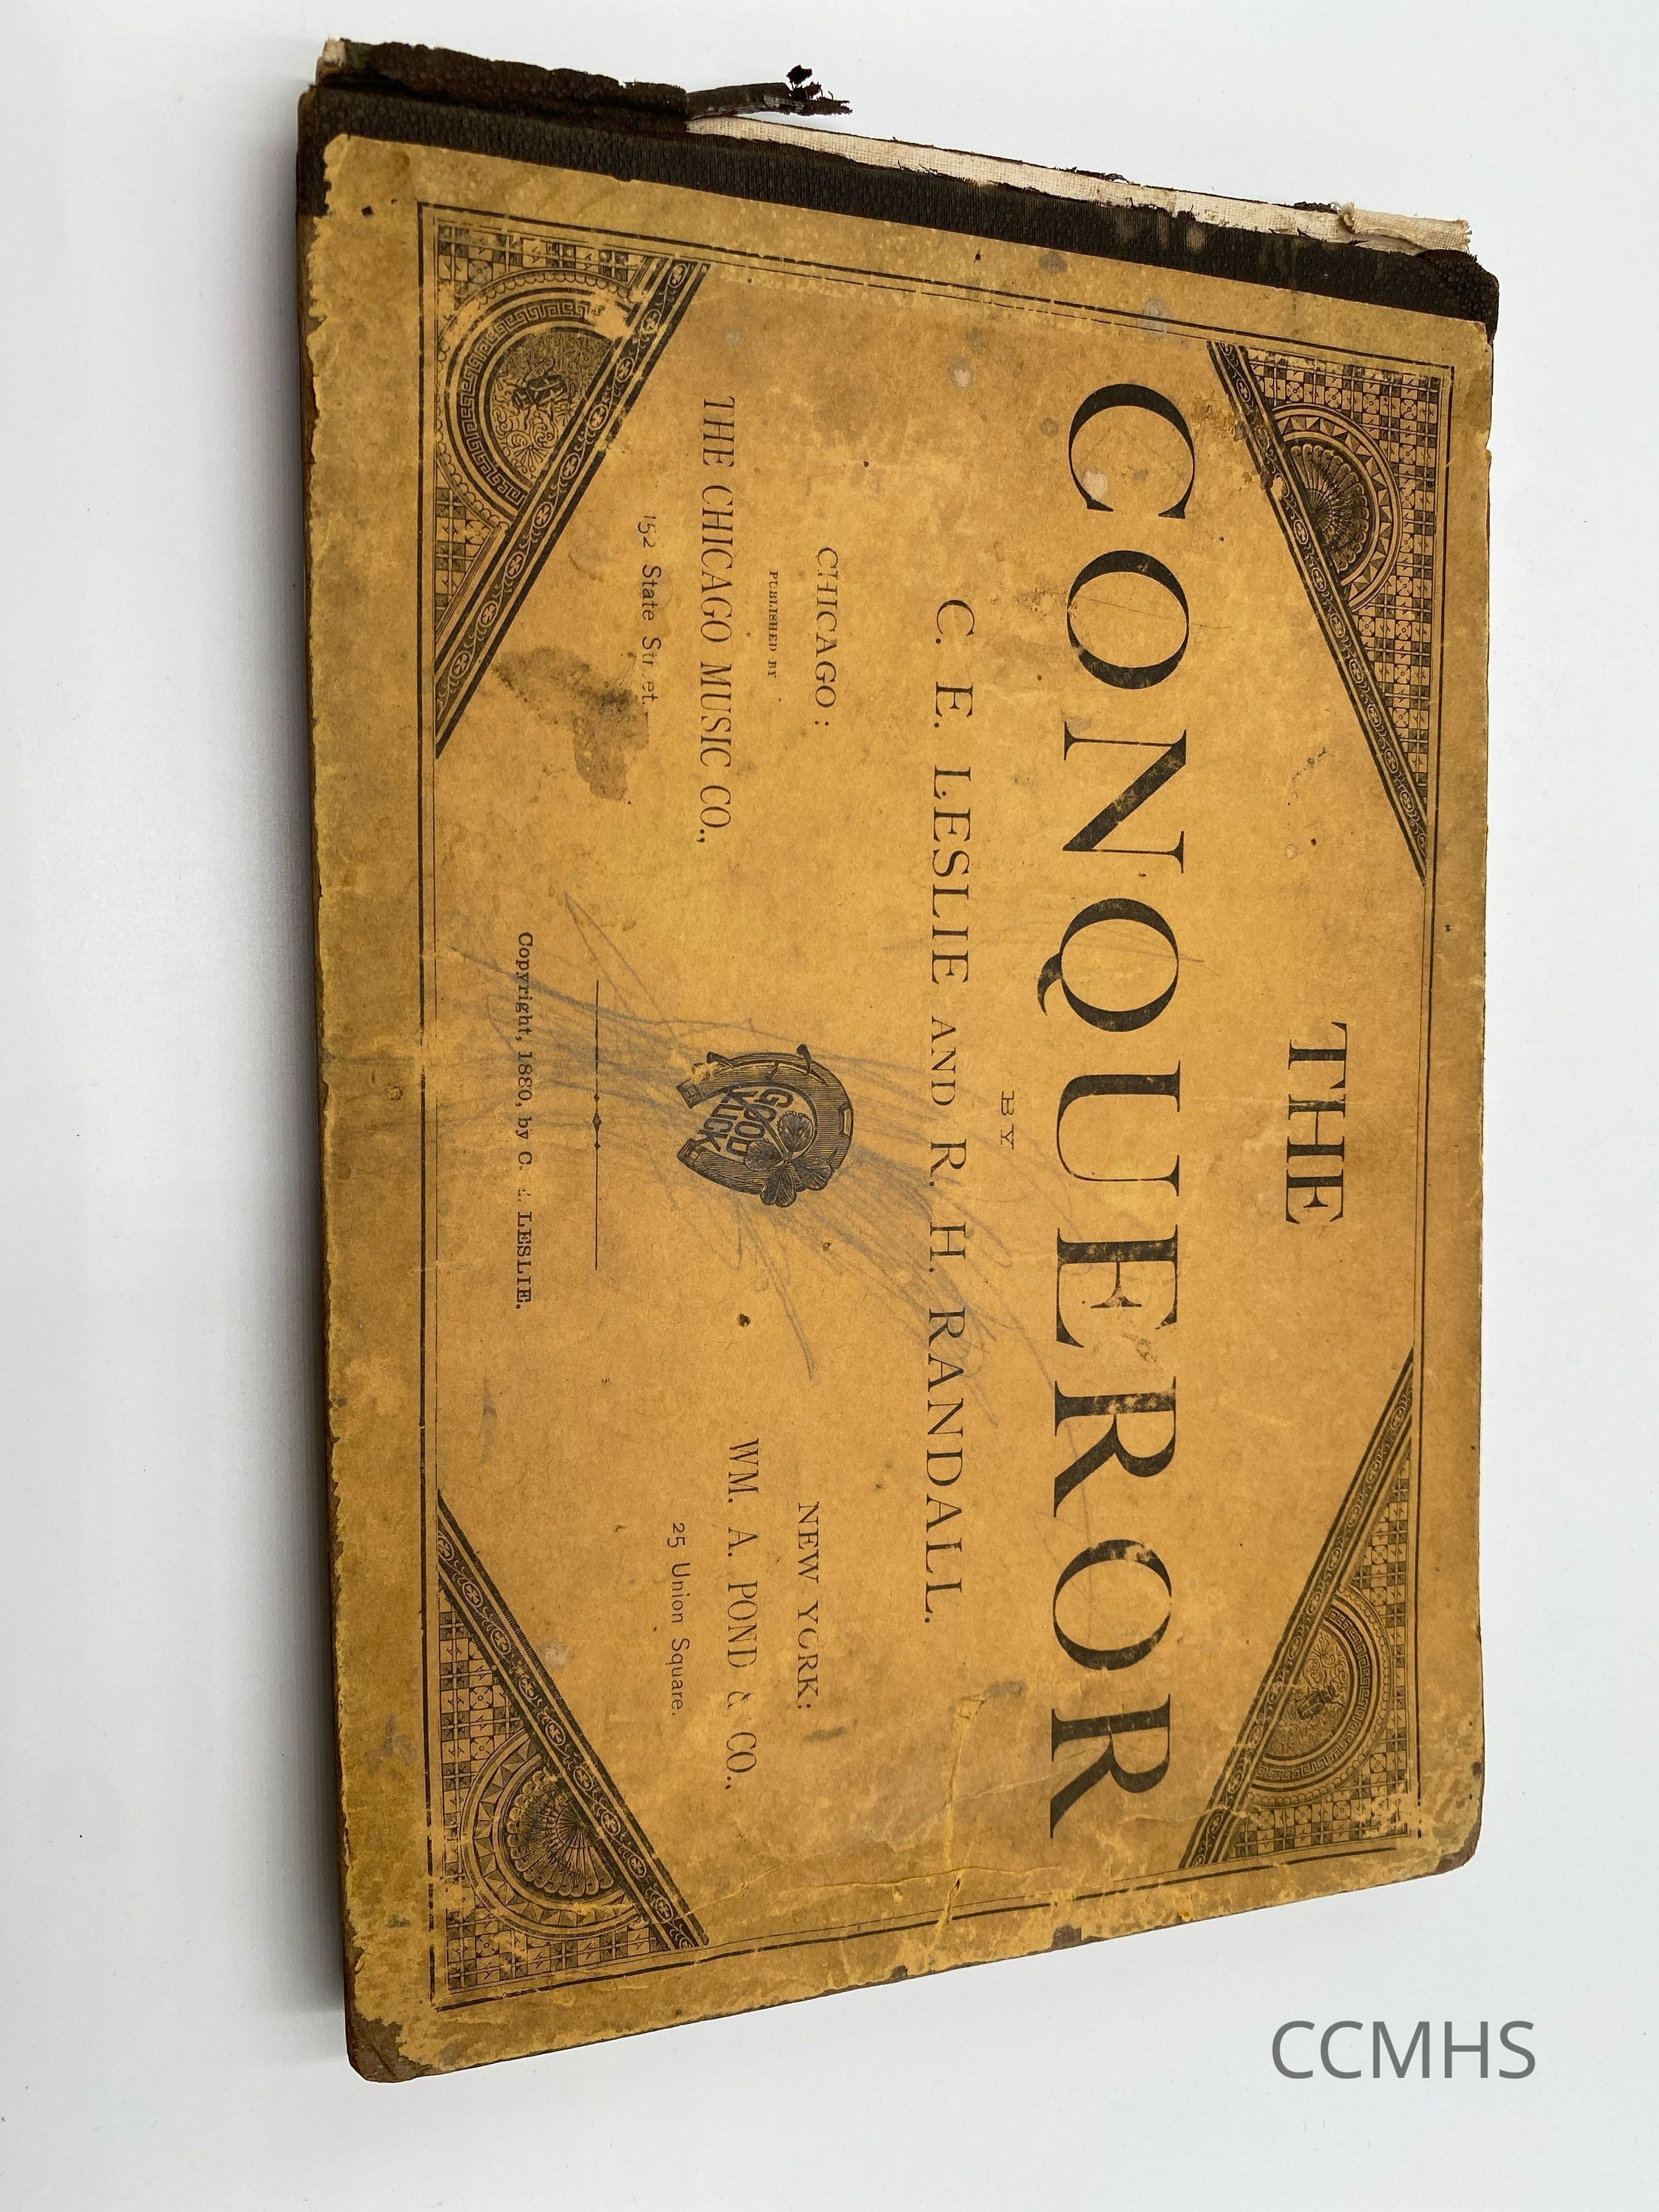 THE
CONQUEROR
BY
C. E. LESLIE AND R. H. RANDALL.
CHICAGO:
PUBLISHED BY
THE CHICAGO MUSIC CO.,
152 State Street.
GOOD
LUCK
NEW YORK:
WM. A. POND & CO.,
25 Union Square.
Copyright, 1880, by C. E. LESLIE.
CCMHS